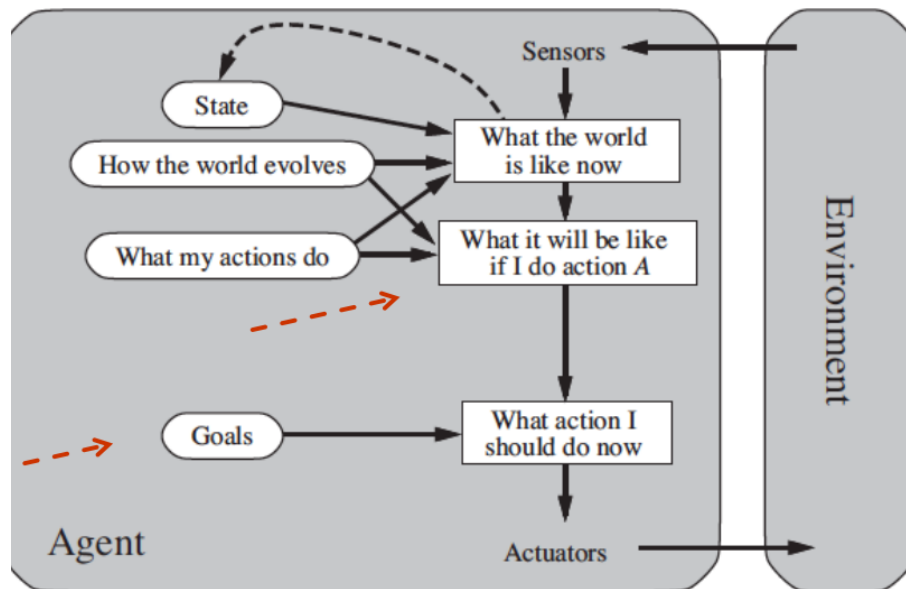 Sensors
State
What the world
is like now
How the world evolves
What my actions do
What it will be like
if I do action A
Goals
What action I
should do now
Agent
Actuators
Environment